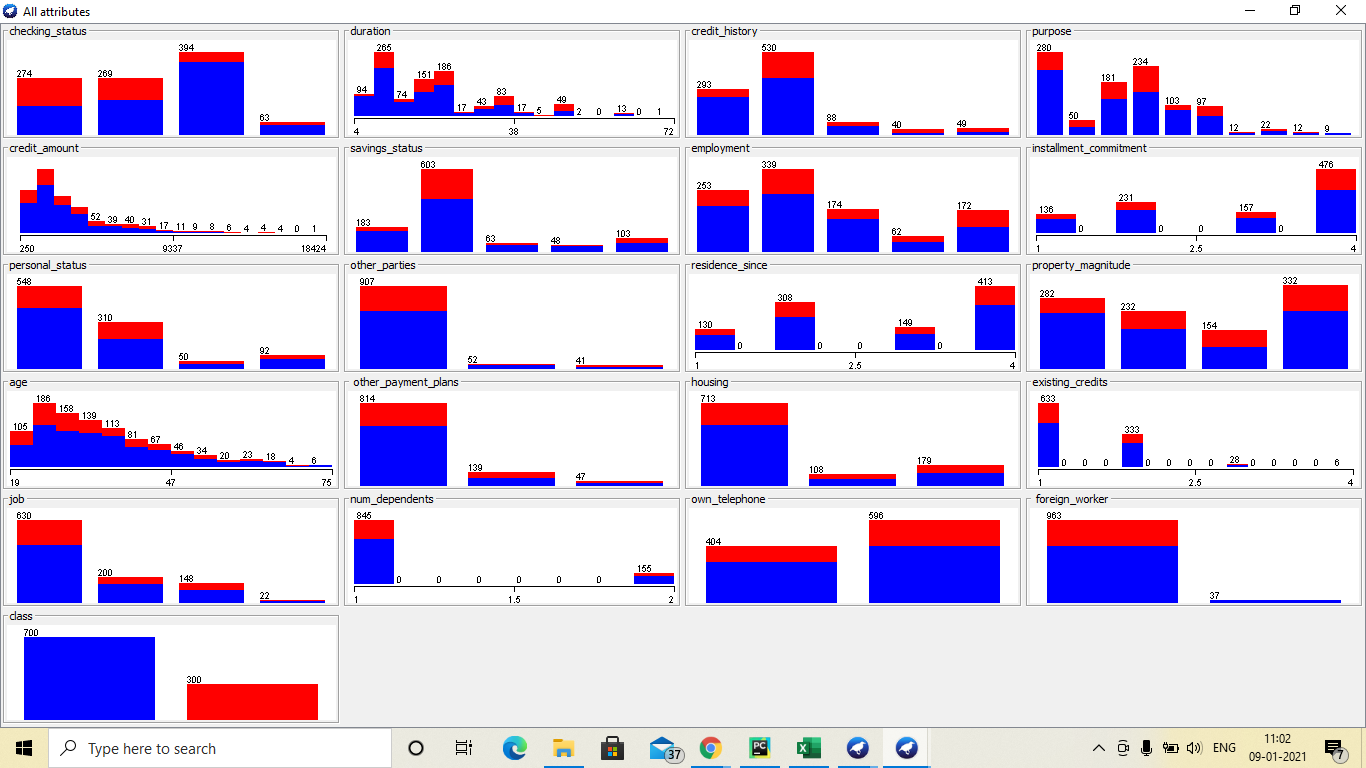 All attributes
checking_status
274 269 394 63
duration
94 265 74 151 186 17 43 83 17 5 49 2 0 13 0 1
4 38 72
credit_history
293 530 88 40 49
purpose
280 50 181 234 103 97 12 22 12 9
credit_amount
52 39 40 31 17 11 9 8 6 4 4 4 0 1
250 9337 18424
savings_status
183 603 63 48 103
employment
253 339 174 62 172
installment_commitment
136 0 231 0 0 157 0 476
1 2.5 4
personal_status
548 310 50 92
other_parties
907 52 41
residence_since
130 0 308 0 0 149 0 413
1 2.5 4
property_magnitude
282 232 154 332
age
105 186 158 139 113 81 67 46 34 20 23 18 4 6
19 47 75
other_payment_plans
814 139 47
housing
713 108 179
existing_credits
633 0 0 0 333 0 0 0 0 28 0 0 0 0 6
1 2.5 4
job
630 200 148 22
num_dependents
845 0 0 0 0 0 0 155
1 1.5 2
own_telephone
404 596
foreign_worker
963 37
class
700 300
Type here to search
37
PC
ENG
11:02
09-01-2021
7